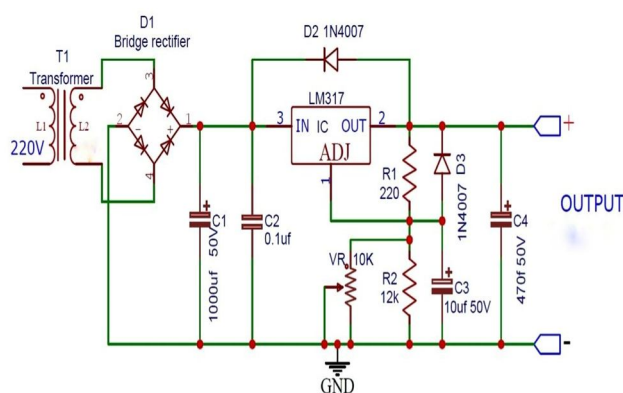 D1
Bridge rectifier
D2 1N4007
T1
Transformer
LM317
3
2
1
3
IN IC OUT
2
+
L1
L2
-
+
220V
ADJ
4
1
R1
220
1N4007 D3
OUTPUT
+
C1
1000uf 50V
C2
0.1uf
+
C4
470f 50V
VR 10K
R2
12k
+
C3
10uf 50V
-
GND